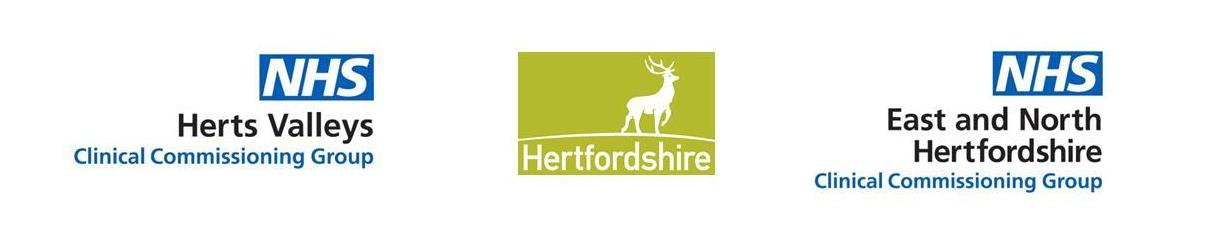 NHS
Herts Valleys
Clinical Commissioning Group
Hertfordshire
NHS
East and North
Hertfordshire
Clinical Commissioning Group